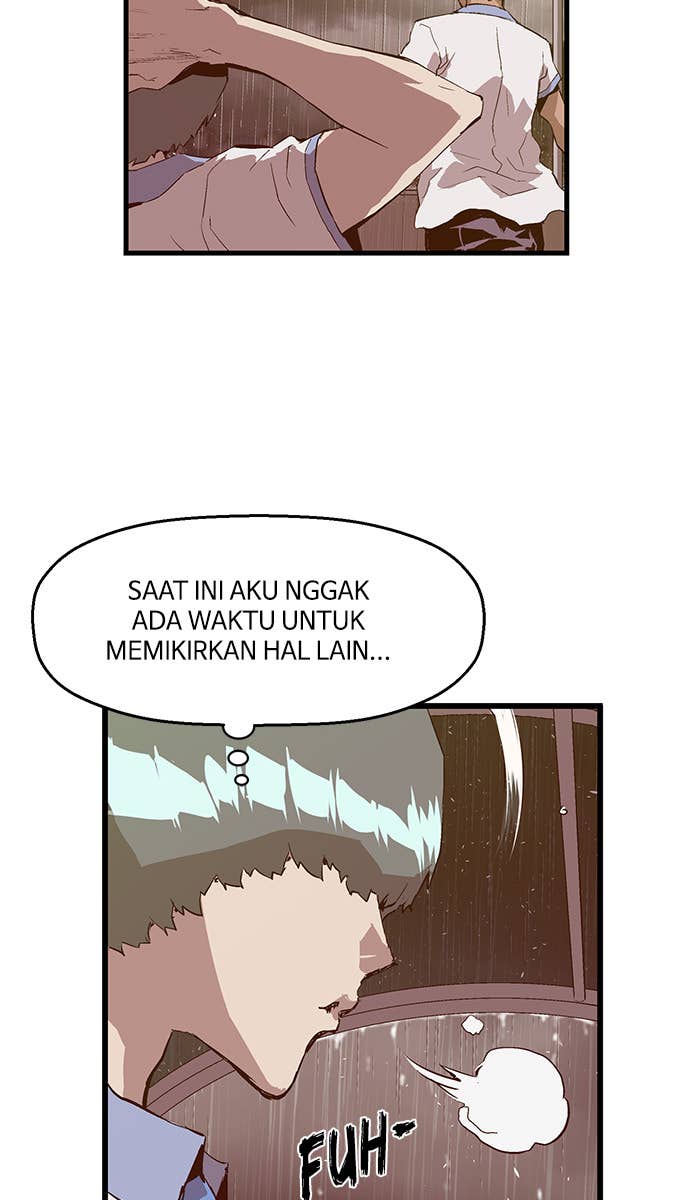 SAAT INI AKU NGGAK
ADA WAKTU UNTUK
MEMIKIRKAN HAL LAIN...
FUH-